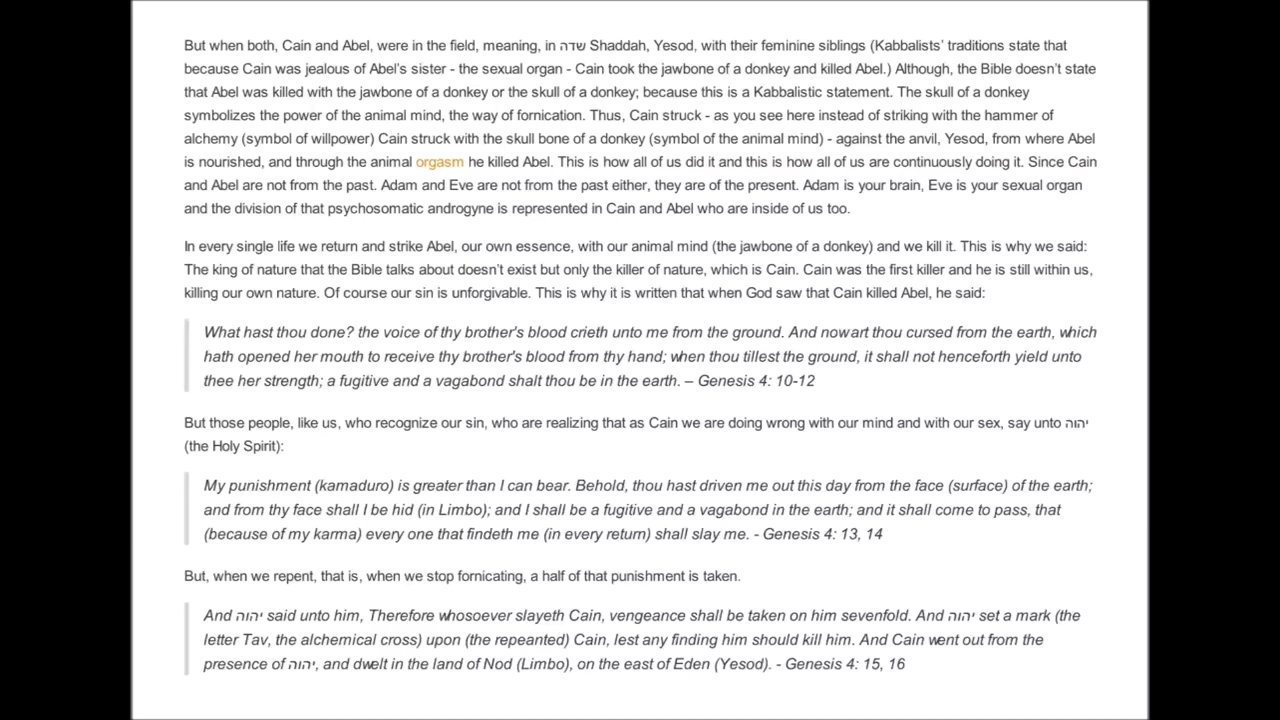 But when both, Cain and Abel, were in the field, meaning, in שדה Shaddah, Yesod, with their feminine siblings (Kabbalists' traditions state that
because Cain was jealous of Abel's sister - the sexual organ - Cain took the jawbone of a donkey and killed Abel.) Although, the Bible doesn't state
that Abel was killed with the jawbone of a donkey or the skull of a donkey; because this is a Kabbalistic statement. The skull of a donkey
symbolizes the power of the animal mind, the way of fornication. Thus, Cain struck - as you see here instead of striking with the hammer of
alchemy (symbol of willpower) Cain struck with the skull bone of a donkey (symbol of the animal mind) - against the anvil, Yesod, from where Abel
is nourished, and through the animal orgasm he killed Abel. This is how all of us did it and this is how all of us are continuously doing it. Since Cain
and Abel are not from the past. Adam and Eve are not from the past either, they are of the present. Adam is your brain, Eve is your sexual organ
and the division of that psychosomatic androgyne is represented in Cain and Abel who are inside of us too.
In every single life we return and strike Abel, our own essence, with our animal mind (the jawbone of a donkey) and we kill it. This is why we said:
The king of nature that the Bible talks about doesn't exist but only the killer of nature, which is Cain. Cain was the first killer and he is still within us,
killing our own nature. Of course our sin is unforgivable. This is why it is written that when God saw that Cain killed Abel, he said:
What hast thou done? the voice of thy brother's blood crieth unto me from the ground. And now art thou cursed from the earth, which
hath opened her mouth to receive thy brother's blood from thy hand; when thou tillest the ground, it shall not henceforth yield unto
thee her strength; a fugitive and a vagabond shalt thou be in the earth. – Genesis 4: 10-12
But those people, like us, who recognize our sin, who are realizing that as Cain we are doing wrong with our mind and with our sex, say unto יהוה
(the Holy Spirit):
My punishment (kamaduro) is greater than I can bear. Behold, thou hast driven me out this day from the face (surface) of the earth;
and from thy face shall I be hid (in Limbo); and I shall be a fugitive and a vagabond in the earth; and it shall come to pass, that
(because of my karma) every one that findeth me (in every return) shall slay me. - Genesis 4: 13, 14
But, when we repent, that is, when we stop fornicating, a half of that punishment is taken.
And יהוה said unto him, Therefore whosoever slayeth Cain, vengeance shall be taken on him sevenfold. And יהוה set a mark (the
letter Tav, the alchemical cross) upon (the repeanted) Cain, lest any finding him should kill him. And Cain went out from the
presence of יהוה, and dwelt in the land of Nod (Limbo), on the east of Eden (Yesod). - Genesis 4: 15, 16